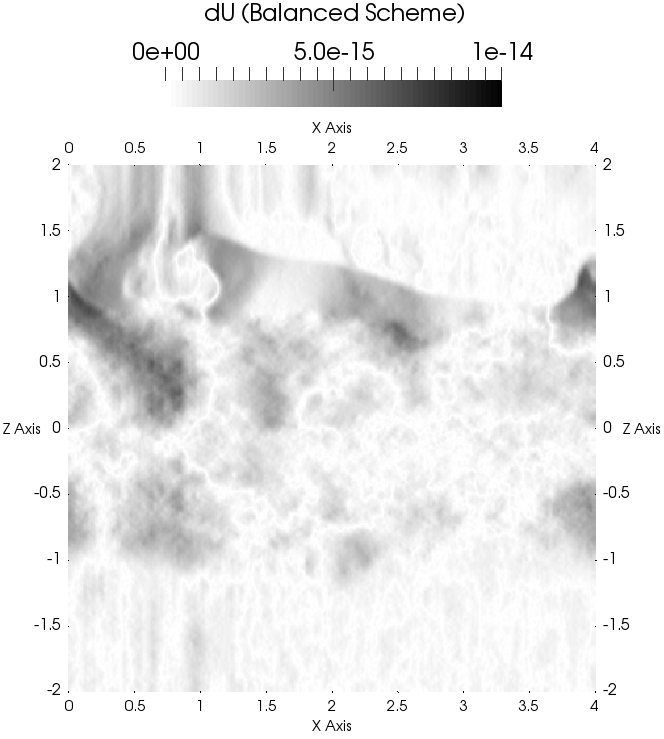 dU (Balanced Scheme)
0e+00 5.0e-15 1e-14
X Axis
0 0.5 1 1.5 2 2.5 3 3.5 4
2 2
1.5 1.5
1 1
0.5 0.5
Z Axis 0 0 Z Axis
-0.5 -0.5
-1 -1
-1.5 -1.5
-2 -2
0 0.5 1 1.5 2 2.5 3 3.5 4
X Axis